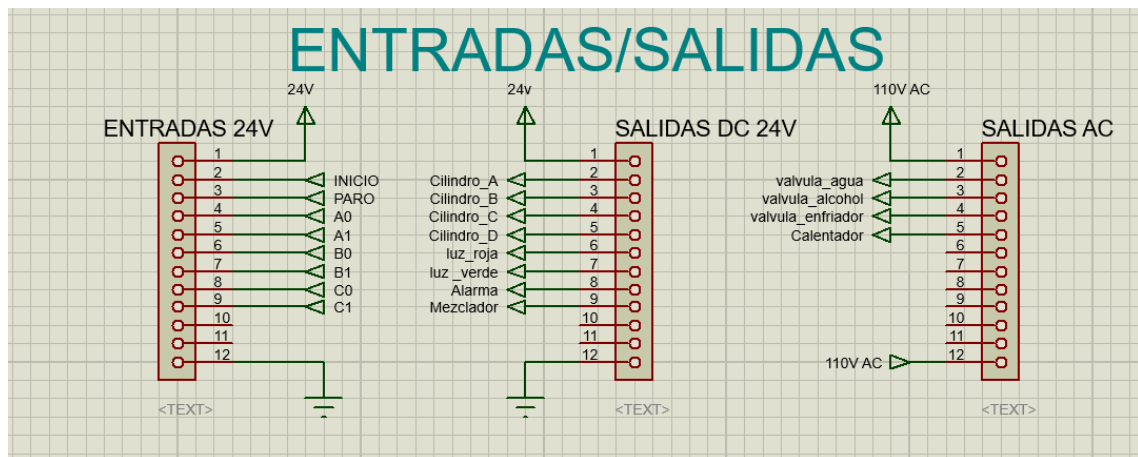 ENTRADAS/SALIDAS
24V
ENTRADAS 24V
1
2 INICIO
3 PARO
4 A0
5 A1
6 B0
7 B1
8 C0
9 C1
10
11
12
<TEXT>
24v
SALIDAS DC 24V
1
Cilindro_A 2
Cilindro_B 3
Cilindro_C 4
Cilindro_D 5
luz_roja 6
luz _verde 7
Alarma 8
Mezclador 9
10
11
12
<TEXT>
110V AC
SALIDAS AC
1
valvula_agua 2
valvula_alcohol 3
valvula_enfriador 4
Calentador 5
6
7
8
9
10
11
110V AC 12
<TEXT>